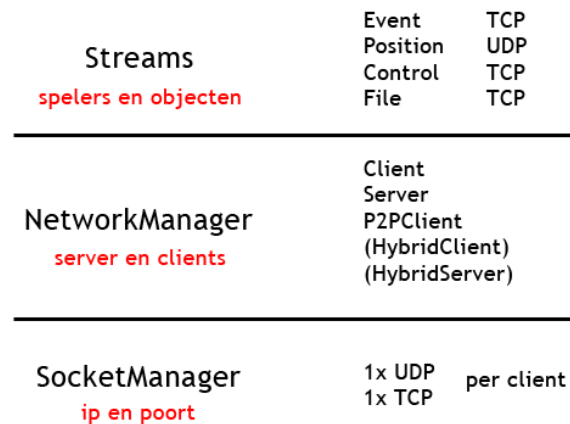 Streams
spelers en objecten
Event TCP
Position UDP
Control TCP
File TCP
NetworkManager
server en clients
Client
Server
P2PClient
(HybridClient)
(HybridServer)
SocketManager
ip en poort
1x UDP
1x TCP
per client